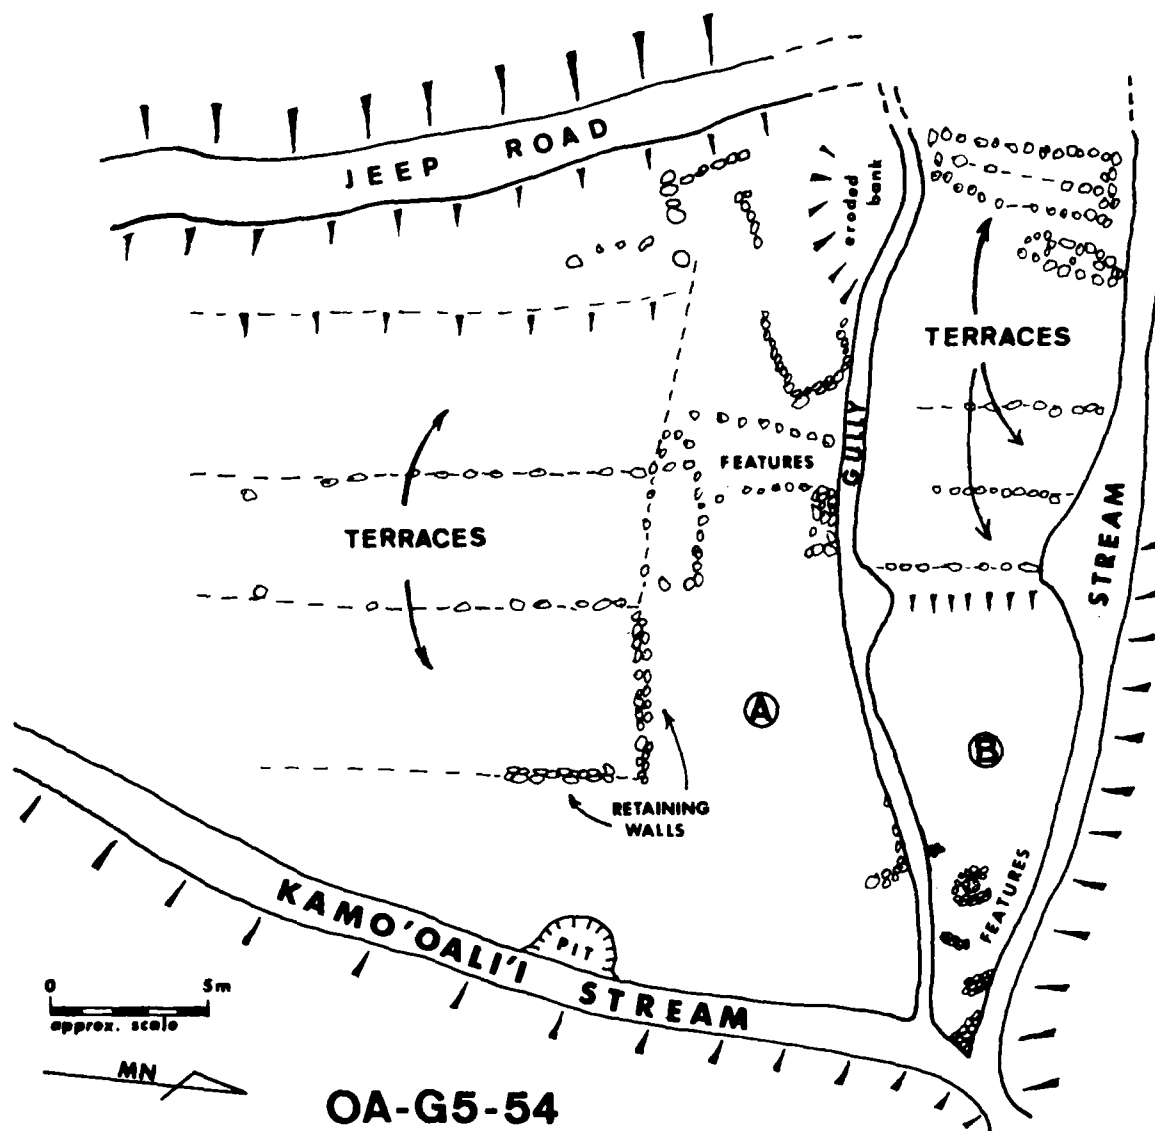 JEEP ROAD
eroded
bank
TERRACES
GULLY
FEATURES
STREAM
TERRACES
A
B
RETAINING
WALLS
FEATURES
KAMO'OALI'I STREAM
PIT
0 5m
approx. scale
MN
OA-G5-54